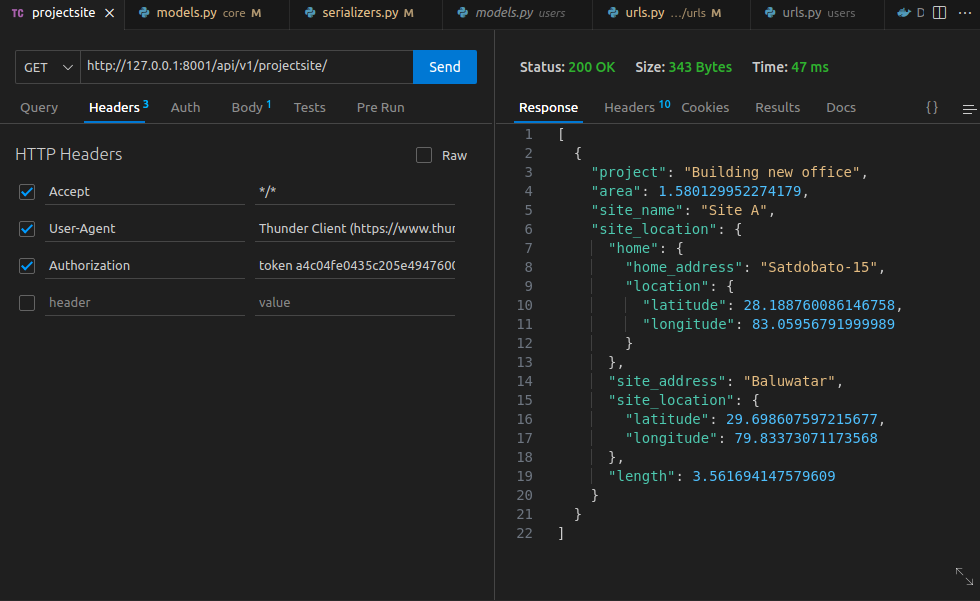 TC projectsite × models.py core M serializers.py M models.py users urls.py .../urls M urls.py users D ...
GET http://127.0.0.1:8001/api/v1/projectsite/ Send
Query Headers 3 Auth Body 1 Tests Pre Run
HTTP Headers Raw
Accept */*
User-Agent Thunder Client (https://www.thun
Authorization token a4c04fe0435c205e4947600
header value
Status: 200 OK Size: 343 Bytes Time: 47 ms
Response Headers 10 Cookies Results Docs { }
1 [
2 {
3 "project": "Building new office",
4 "area": 1.580129952274179,
5 "site_name": "Site A",
6 "site_location": {
7 "home": {
8 "home_address": "Satdobato-15",
9 "location": {
10 "latitude": 28.188760086146758,
11 "longitude": 83.05956791999989
12 }
13 },
14 "site_address": "Baluwatar",
15 "site_location": {
16 "latitude": 29.698607597215677,
17 "longitude": 79.83373071173568
18 },
19 "length": 3.561694147579609
20 }
21 }
22 ]